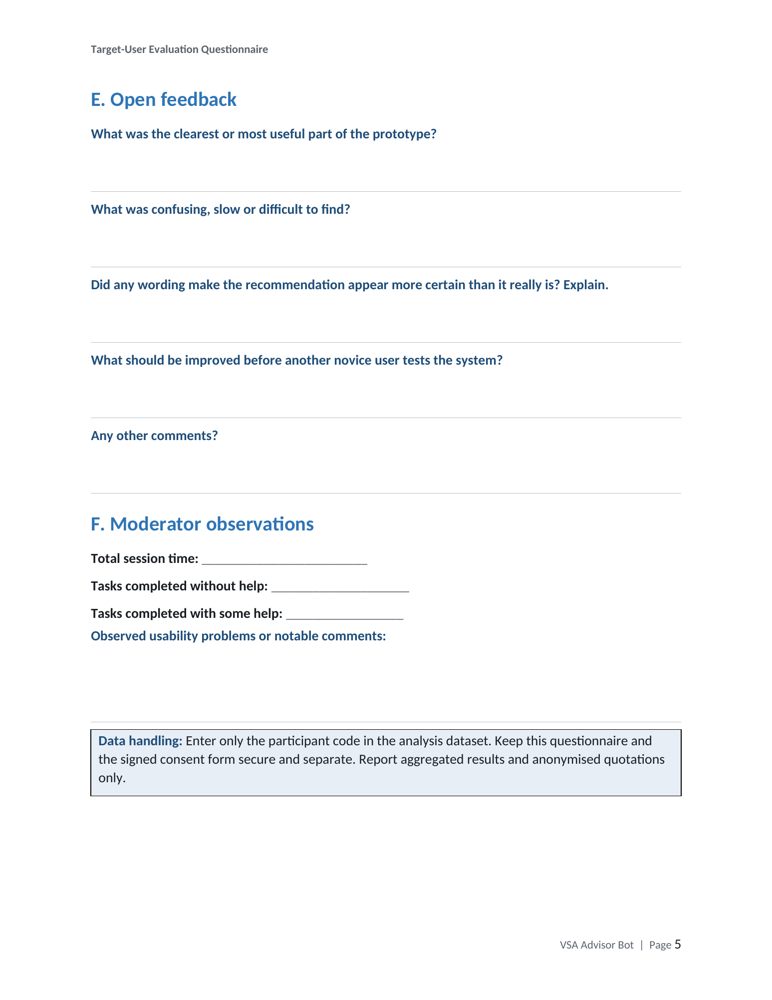 Target-User Evaluation Questionnaire
E. Open feedback
What was the clearest or most useful part of the prototype?
What was confusing, slow or difficult to find?
Did any wording make the recommendation appear more certain than it really is? Explain.
What should be improved before another novice user tests the system?
Any other comments?
F. Moderator observations
Total session time: ________________________
Tasks completed without help: ____________________
Tasks completed with some help: _________________
Observed usability problems or notable comments:
Data handling: Enter only the participant code in the analysis dataset. Keep this questionnaire and
the signed consent form secure and separate. Report aggregated results and anonymised quotations
only.
VSA Advisor Bot | Page 5